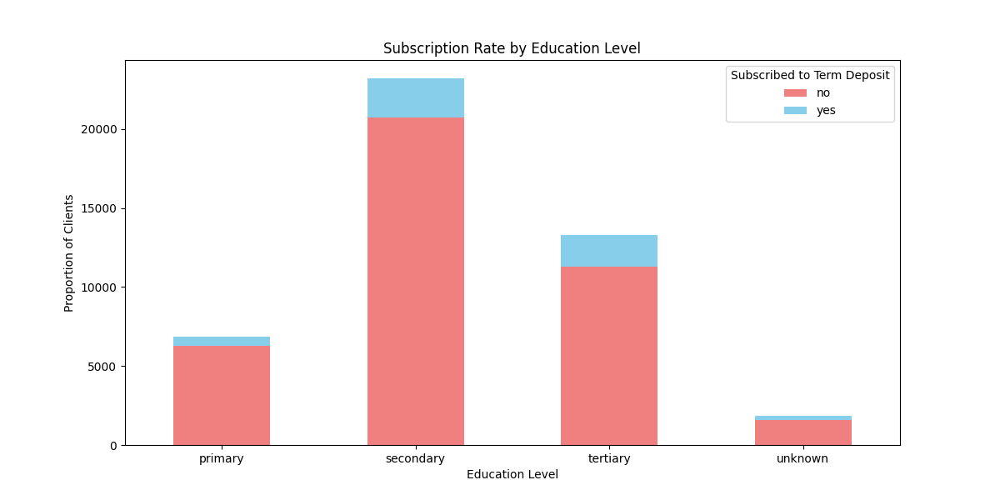 Subscription Rate by Education Level
Subscribed to Term Deposit
no
yes
Proportion of Clients
20000
15000
10000
5000
0
primary
secondary
tertiary
unknown
Education Level